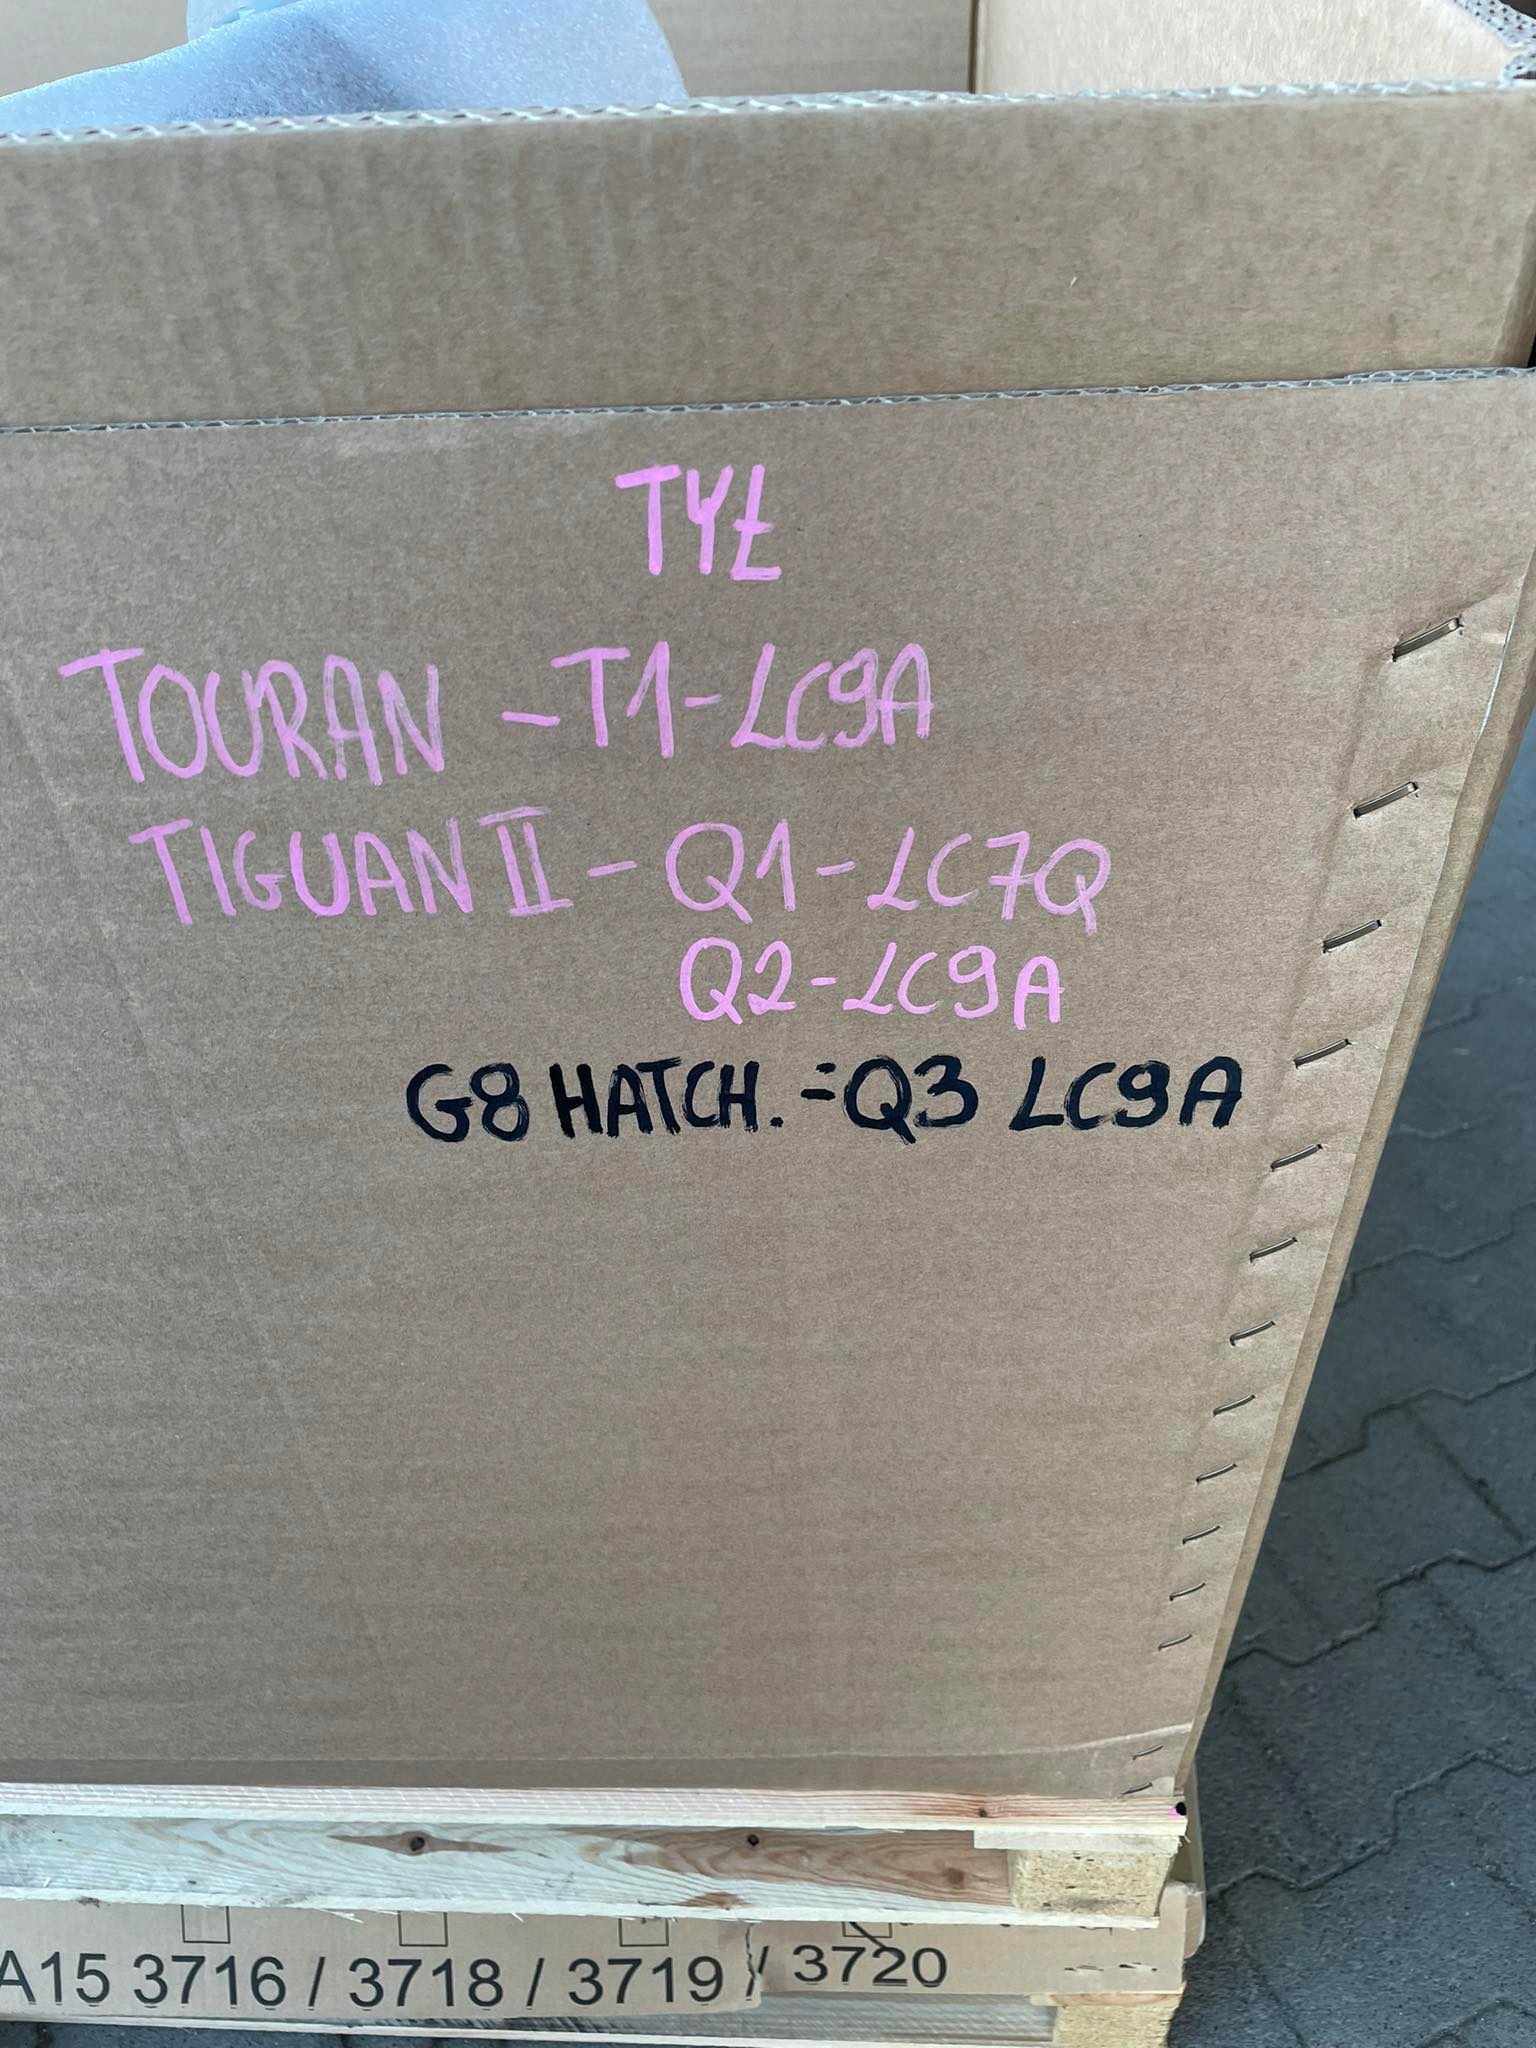 TYŁ
TOURAN - T1-LC9A
TIGUAN II - Q1-LC7Q
Q2-LC9A
G8 HATCH. = Q3 LC9A
A15 3716 / 3718 / 3719 / 3720